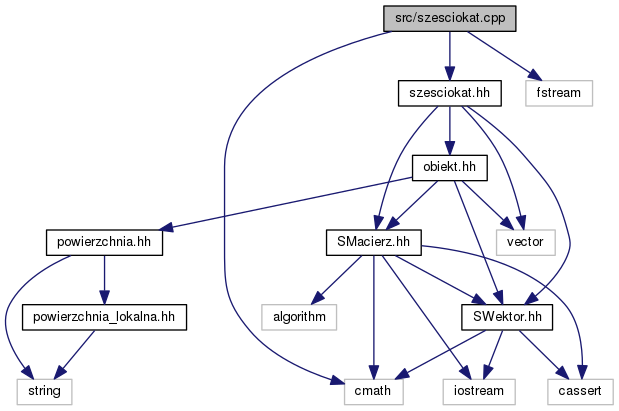 src/szesciokat.cpp
szesciokat.hh
fstream
obiekt.hh
powierzchnia.hh
SMacierz.hh
vector
powierzchnia_lokalna.hh
algorithm
SWektor.hh
string
cmath
iostream
cassert